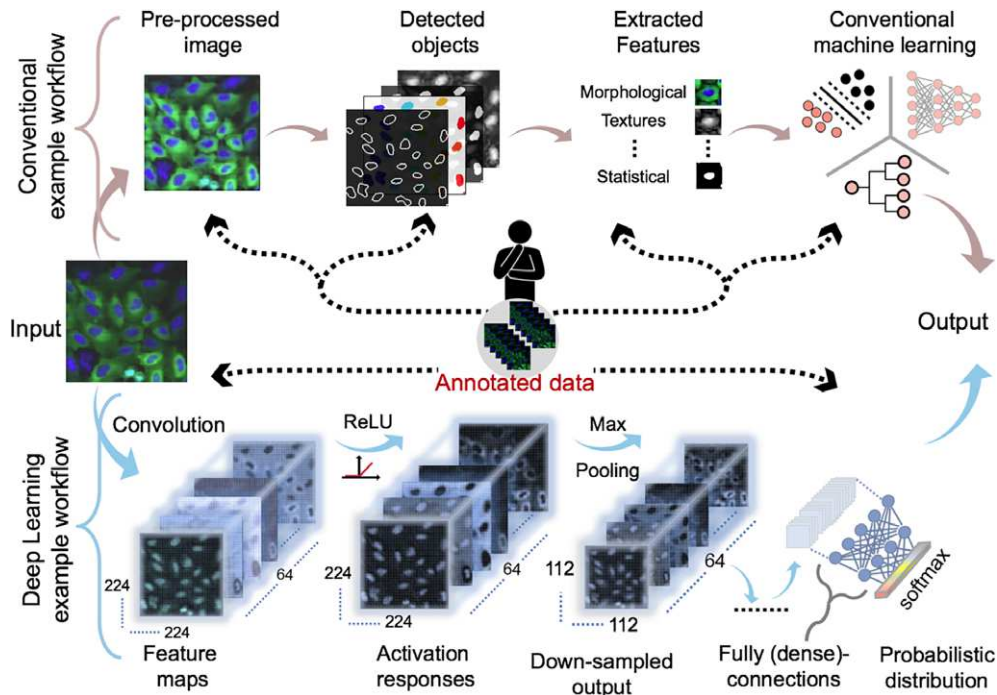 Conventional
example workflow
Pre-processed
image
Detected
objects
Extracted
Features
Conventional
machine learning
Morphological
Textures
Statistical
Input
Annotated data
Output
Deep Learning
example workflow
Convolution
ReLU
Max
Pooling
224
224
64
224
224
64
112
112
64
softmax
Feature
maps
Activation
responses
Down-sampled
output
Fully (dense)-
connections
Probabilistic
distribution